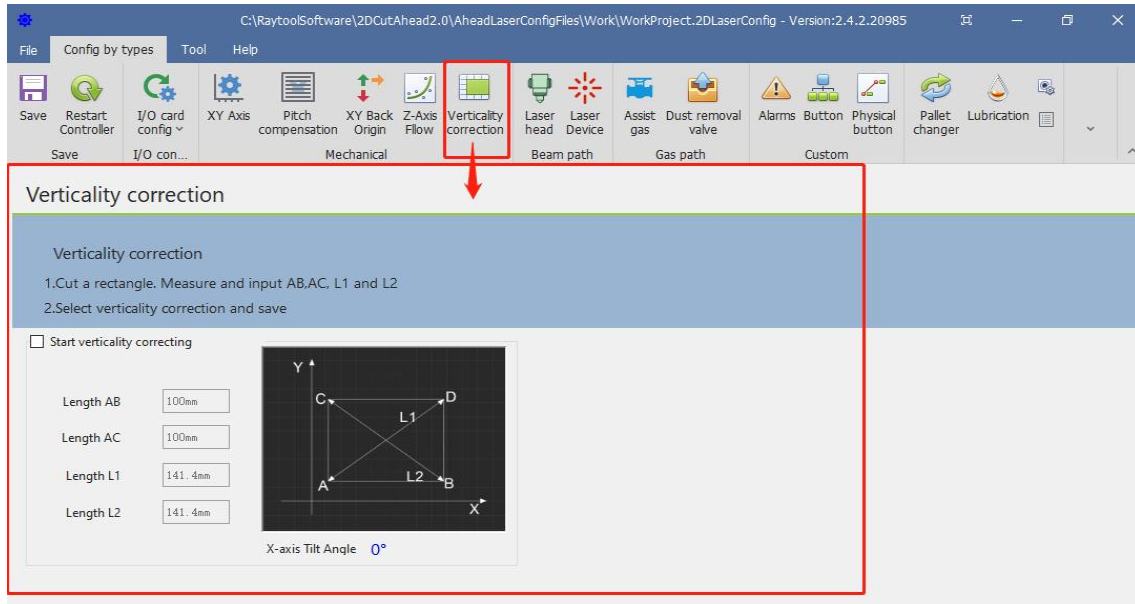 C:\RaytoolSoftware\2DCutAhead2.0\AheadLaserConfigFiles\Work\WorkProject.2DLaserConfig - Version:2.4.2.20985
File Config by types Tool Help
Save Restart Controller I/O card config XY Axis Pitch compensation XY Back Origin Z-Axis Fllow Verticality correction Laser head Laser Device Assist gas Dust removal valve Alarms Button Physical button Pallet changer Lubrication
Save I/O con... Mechanical Beam path Gas path Custom
Verticality correction
Verticality correction
1.Cut a rectangle. Measure and input AB,AC, L1 and L2
2.Select verticality correction and save
Start verticality correcting
Length AB 100mm
Length AC 100mm
Length L1 141.4mm
Length L2 141.4mm
Y
C D
L1
A L2 B
X
X-axis Tilt Angle 0°